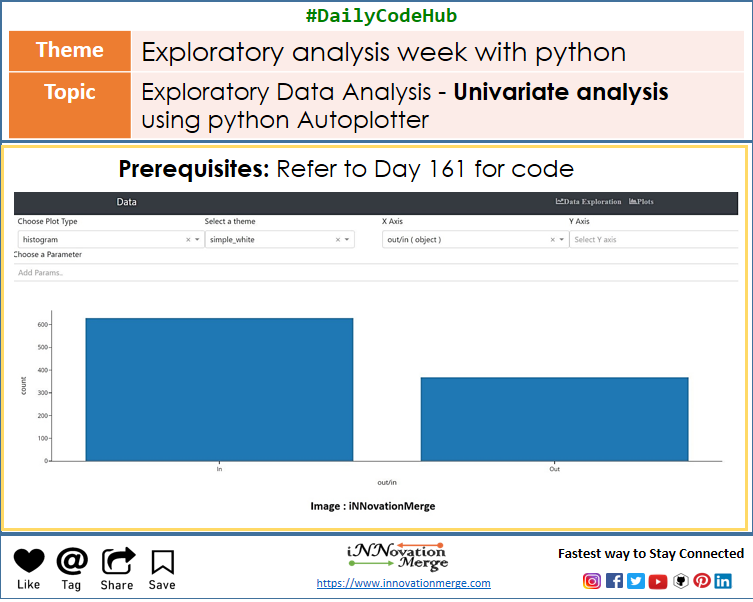 #DailyCodeHub
Theme
Exploratory analysis week with python
Topic
Exploratory Data Analysis - Univariate analysis
using python Autoplotter
Prerequisites: Refer to Day 161 for code
Data
Data Exploration
Plots
Choose Plot Type
Select a theme
X Axis
Y Axis
histogram
simple_white
out/in ( object )
Select Y axis
Choose a Parameter
Add Params..
600
500
400
300
200
100
0
count
In
Out
out/in
Image : iNNovationMerge
Like
Tag
Share
Save
iNNovation
Merge
https://www.innovationmerge.com
Fastest way to Stay Connected